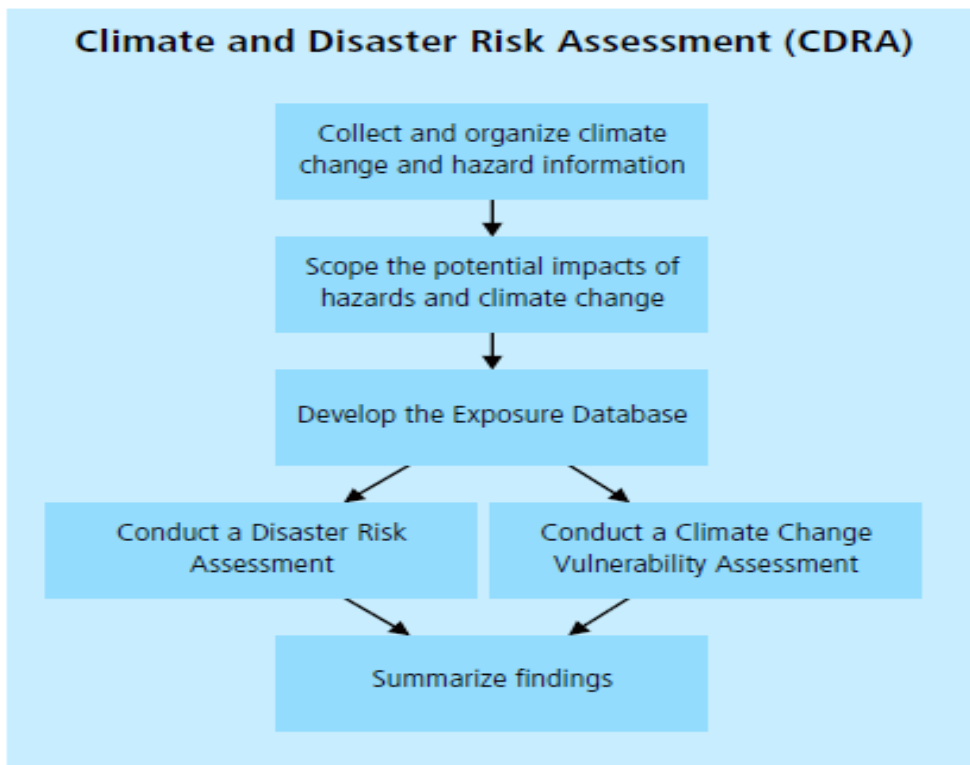 Climate and Disaster Risk Assessment (CDRA)
Collect and organize climate
change and hazard information
Scope the potential impacts of
hazards and climate change
Develop the Exposure Database
Conduct a Disaster Risk
Assessment
Conduct a Climate Change
Vulnerability Assessment
Summarize findings